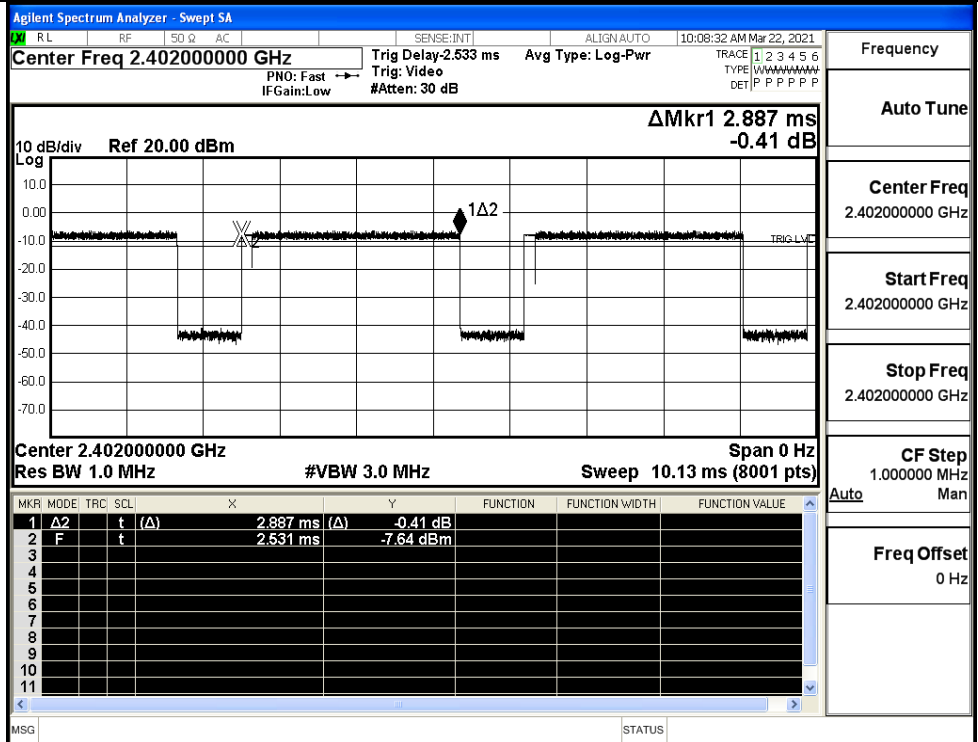 Agilent Spectrum Analyzer - Swept SA
LXI RL RF 50 Ω AC SENSE:INT ALIGN AUTO 10:08:32 AM Mar 22, 2021
Center Freq 2.402000000 GHz
PNO: Fast
IFGain:Low
Trig Delay-2.533 ms
Trig: Video
#Atten: 30 dB
Avg Type: Log-Pwr
TRACE 1 2 3 4 5 6
TYPE WWWWWW
DET P P P P P P
ΔMkr1 2.887 ms
-0.41 dB
10 dB/div Ref 20.00 dBm
Log
10.0
0.00
-10.0
-20.0
-30.0
-40.0
-50.0
-60.0
-70.0
1Δ2
2
TRIG LVL
Center 2.402000000 GHz Span 0 Hz
Res BW 1.0 MHz #VBW 3.0 MHz Sweep 10.13 ms (8001 pts)
MKR MODE TRC SCL X Y FUNCTION FUNCTION WIDTH FUNCTION VALUE
1 Δ2 t (Δ) 2.887 ms (Δ) -0.41 dB
2 F t 2.531 ms -7.64 dBm
3
4
5
6
7
8
9
10
11
MSG STATUS
Frequency
Auto Tune
Center Freq
2.402000000 GHz
Start Freq
2.402000000 GHz
Stop Freq
2.402000000 GHz
CF Step
1.000000 MHz
Auto Man
Freq Offset
0 Hz